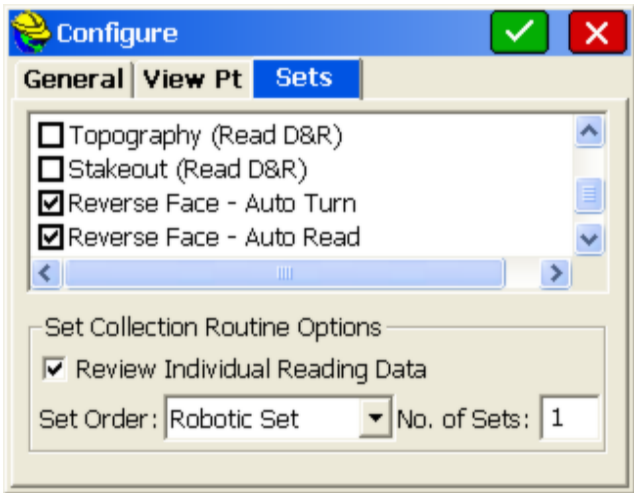 Configure
General View Pt Sets
Topography (Read D&R)
Stakeout (Read D&R)
Reverse Face - Auto Turn
Reverse Face - Auto Read
Set Collection Routine Options
Review Individual Reading Data
Set Order: Robotic Set No. of Sets: 1